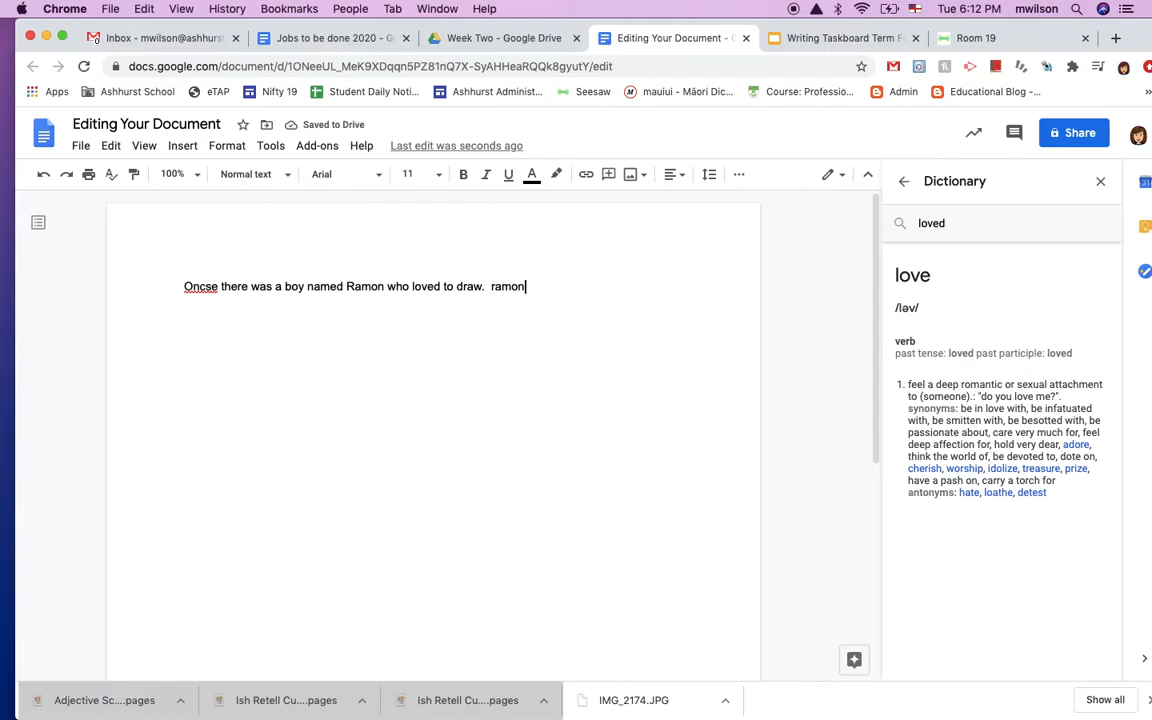 Chrome File Edit View History Bookmarks People Tab Window Help Tue 6:12 PM mwilson
Inbox - mwilson@ashhurst Jobs to be done 2020 - G Week Two - Google Drive Editing Your Document - G Writing Taskboard Term F Room 19
docs.google.com/document/d/1ONeeUL_MeK9XDqqn5PZ81nQ7X-SyAHHeaRQQk8gyutY/edit
Apps Ashhurst School eTAP Nifty 19 Student Daily Noti... Ashhurst Administ... Seesaw mauiui - Māori Dic... Course: Professio... Admin Educational Blog -... »
Editing Your Document Saved to Drive
File Edit View Insert Format Tools Add-ons Help Last edit was seconds ago
Share
100% Normal text Arial 11 B I U A
Dictionary
loved
Oncse there was a boy named Ramon who loved to draw.  ramon
love
/ləv/
verb
past tense: loved past participle: loved
1. feel a deep romantic or sexual attachment
to (someone).: "do you love me?".
synonyms: be in love with, be infatuated
with, be smitten with, be besotted with, be
passionate about, care very much for, feel
deep affection for, hold very dear, adore,
think the world of, be devoted to, dote on,
cherish, worship, idolize, treasure, prize,
have a pash on, carry a torch for
antonyms: hate, loathe, detest
Adjective Sc....pages Ish Retell Cu....pages Ish Retell Cu....pages IMG_2174.JPG Show all